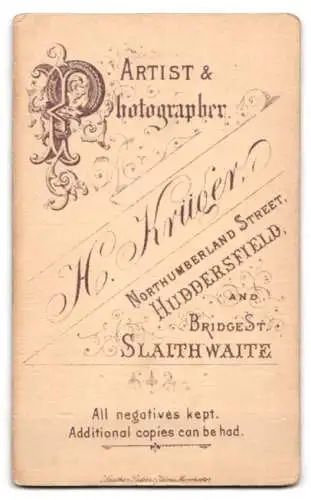 ARTIST &
Photographer.
H. Krüger,
NORTHUMBERLAND STREET,
HUDDERSFIELD,
AND
BRIDGE ST.
SLAITHWAITE
All negatives kept.
Additional copies can be had.